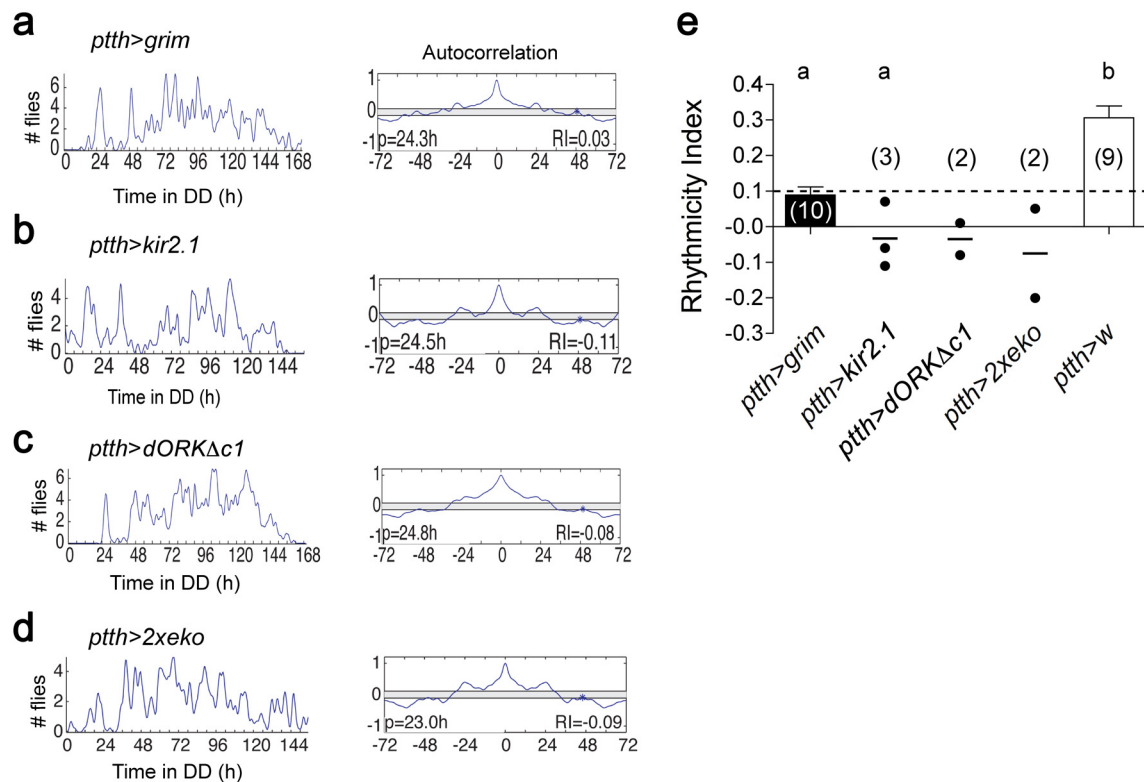 a
ptth>grim
# flies
6
4
2
0
0 24 48 72 96 120 144 168
Time in DD (h)
Autocorrelation
1
0
-1
p=24.3h
RI=0.03
-72 -48 -24 0 24 48 72
b
ptth>kir2.1
# flies
4
2
0
0 24 48 72 96 120 144
Time in DD (h)
1
0
-1
p=24.5h
RI=-0.11
-72 -48 -24 0 24 48 72
c
ptth>dORKΔc1
# flies
6
4
2
0
0 24 48 72 96 120 144 168
Time in DD (h)
1
0
-1
p=24.8h
RI=-0.08
-72 -48 -24 0 24 48 72
d
ptth>2xeko
# flies
4
2
0
0 24 48 72 96 120 144
Time in DD (h)
1
0
-1
p=23.0h
RI=-0.09
-72 -48 -24 0 24 48 72
e
a a b
Rhythmicity Index
0.4
0.3
0.2
0.1
-0.0
-0.1
-0.2
-0.3
(10) (3) (2) (2) (9)
ptth>grim
ptth>kir2.1
ptth>dORKΔc1
ptth>2xeko
ptth>w